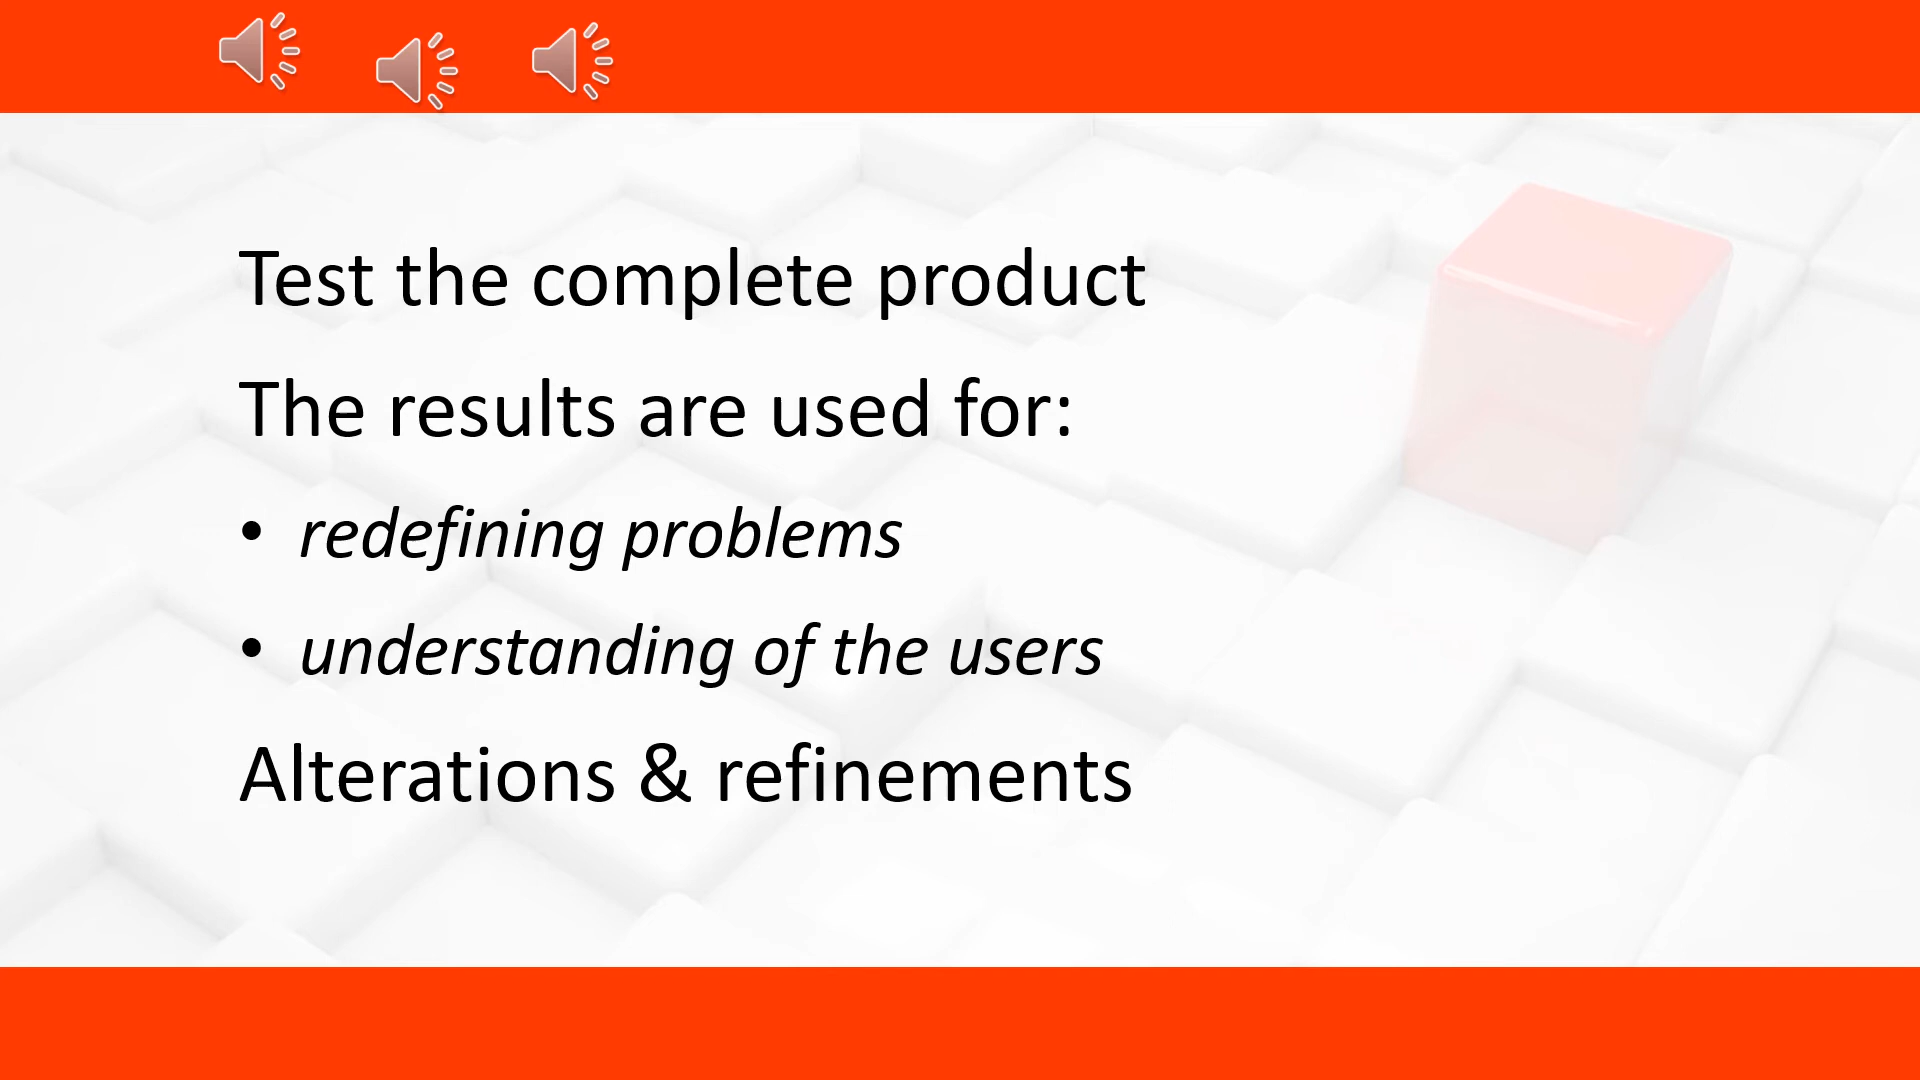 Test the complete product
The results are used for:
• redefining problems
• understanding of the users
Alterations & refinements